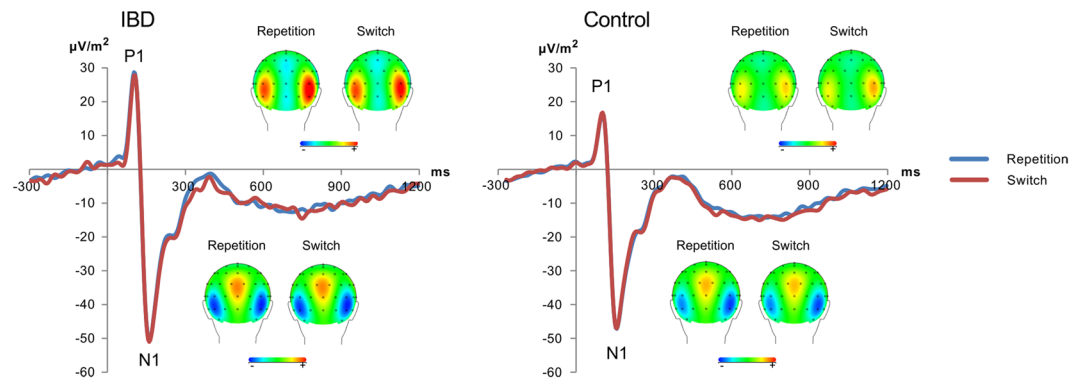 IBD
Control
Repetition Switch
Repetition Switch
µV/m²
P1
30
20
10
-300
300
600
900
1200
ms
-10
-20
-30
-40
-50
-60
N1
- +
Repetition Switch
- +
µV/m²
P1
30
20
10
-300
300
600
900
1200
ms
-10
-20
-30
-40
-50
-60
N1
- +
Repetition Switch
- +
Repetition
Switch